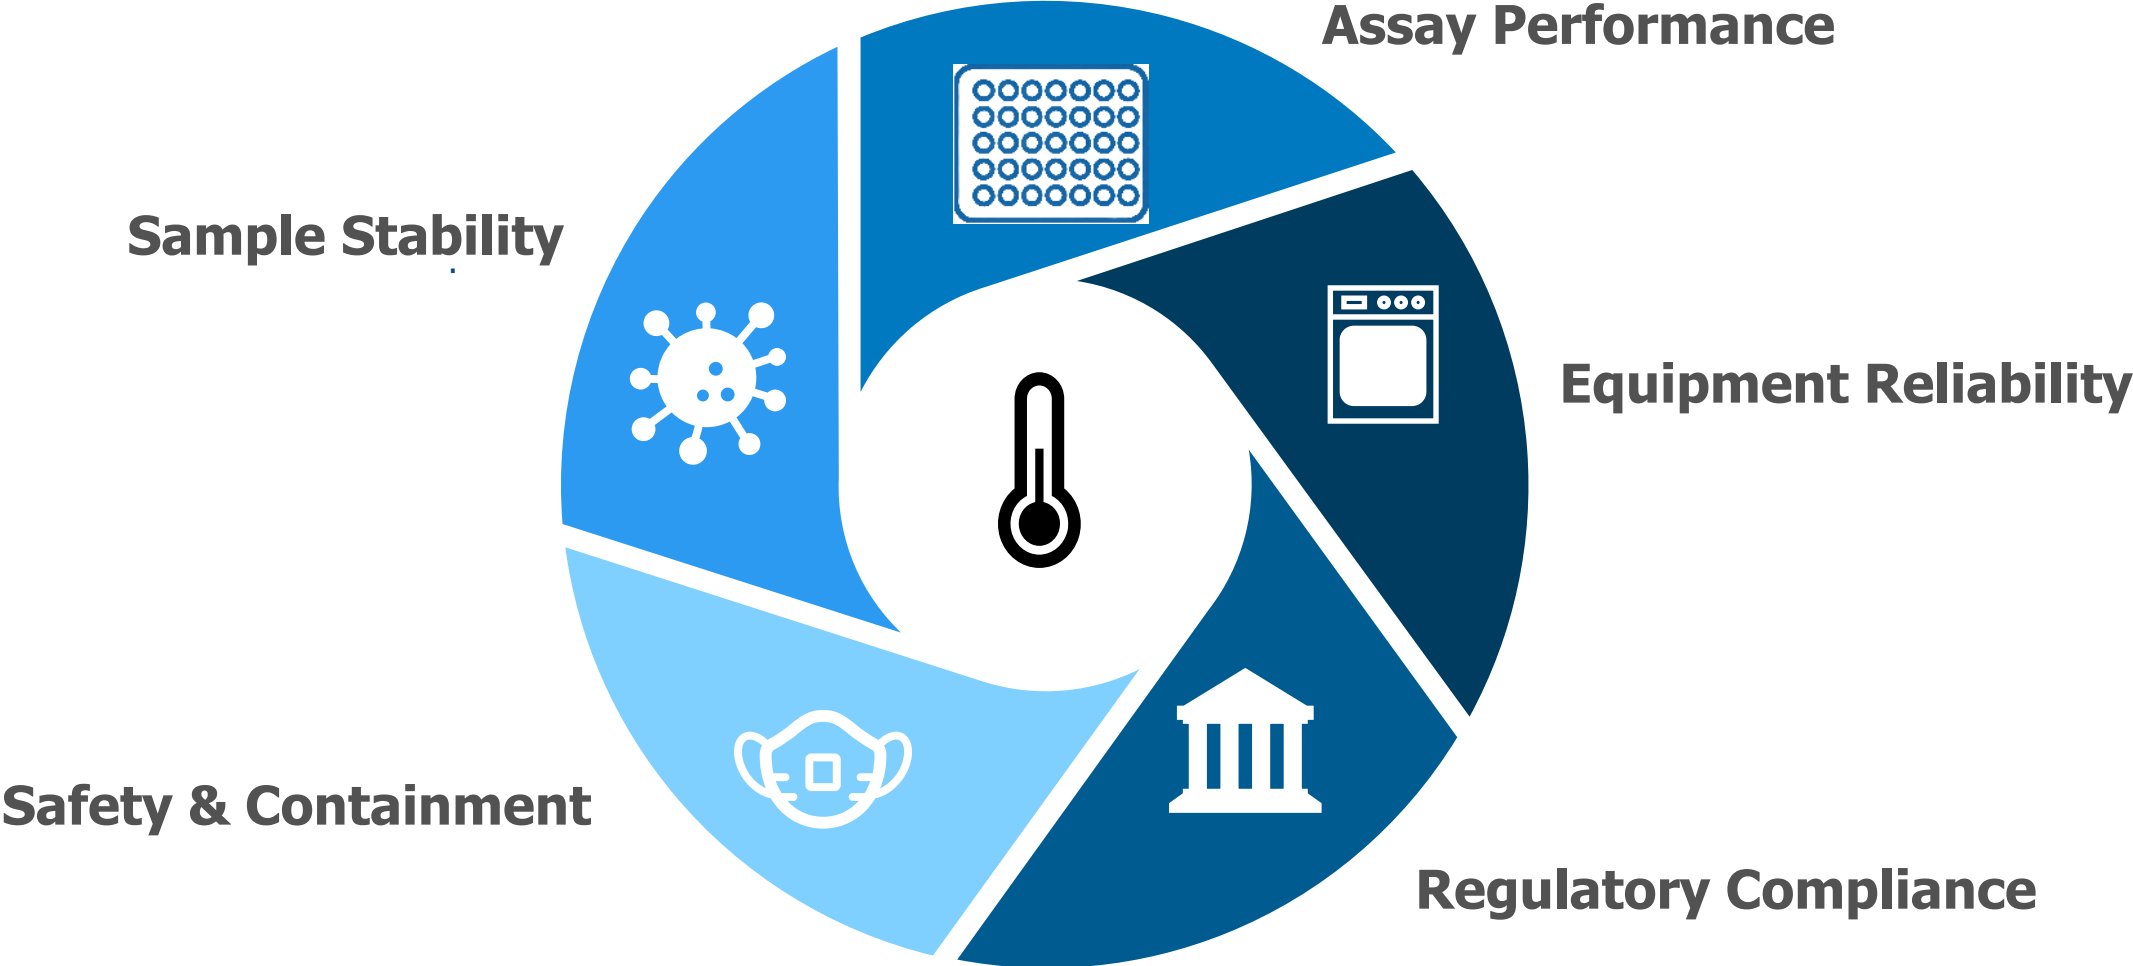 Assay Performance
Sample Stability
Equipment Reliability
Safety & Containment
Regulatory Compliance